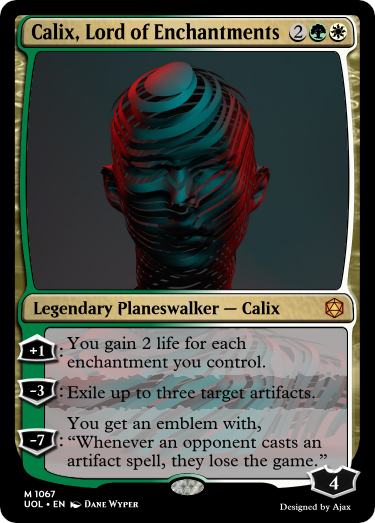 Calix, Lord of Enchantments 2
Legendary Planeswalker — Calix
+1: You gain 2 life for each
enchantment you control.
-3: Exile up to three target artifacts.
-7: You get an emblem with,
“Whenever an opponent casts an
artifact spell, they lose the game.”
4
M 1067
UOL • EN Dane Wyper
Designed by Ajax